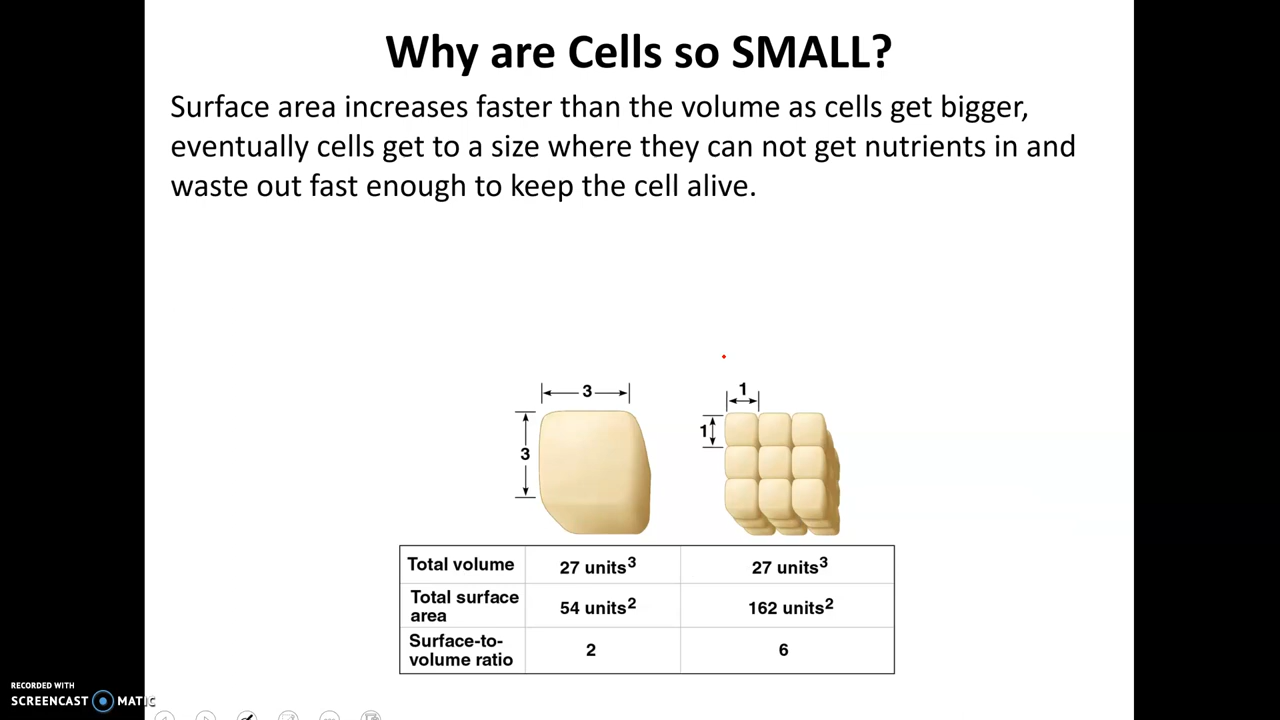 Why are Cells so SMALL?
Surface area increases faster than the volume as cells get bigger,
eventually cells get to a size where they can not get nutrients in and
waste out fast enough to keep the cell alive.
3
1
3
1
Total volume 27 units³ 27 units³
Total surface area 54 units² 162 units²
Surface-to-volume ratio 2 6
RECORDED WITH
SCREENCAST MATIC